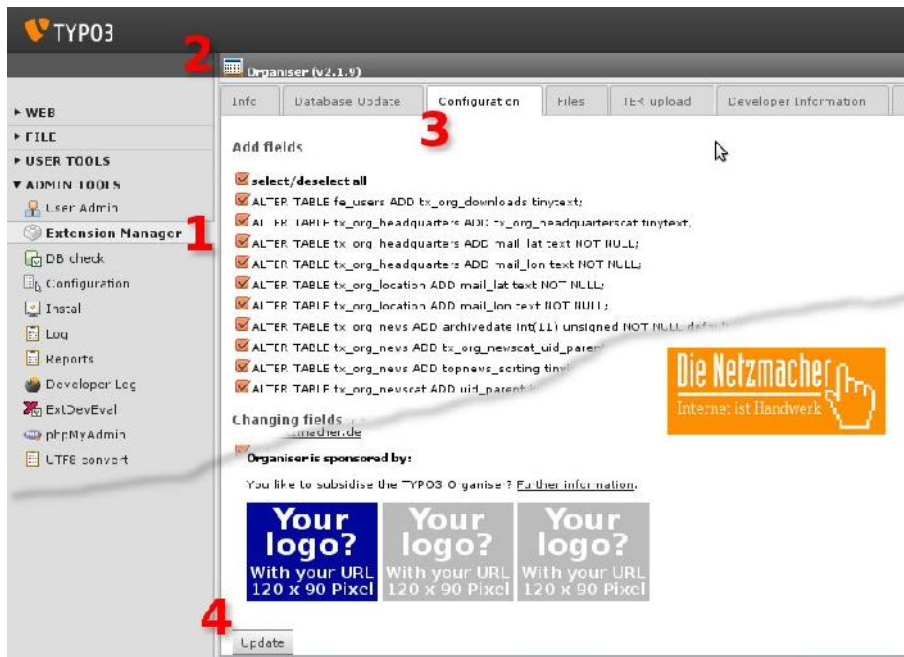 TYPO3
2
Organiser (v2.1.9)
Info
Database Update
Configuration
Files
TER upload
Developer Information
3
WEB
FILE
USER TOOLS
ADMIN TOOLS
User Admin
Extension Manager
1
DB check
Configuration
Install
Log
Reports
Developer Log
ExtDevEval
phpMyAdmin
UTF8 convert
Add fields
select/deselect all
ALTER TABLE fe_users ADD tx_org_downloads tinytext;
ALTER TABLE tx_org_headquarters ADD tx_org_headquarterscat tinytext;
ALTER TABLE tx_org_headquarters ADD mail_lat text NOT NULL;
ALTER TABLE tx_org_headquarters ADD mail_lon text NOT NULL;
ALTER TABLE tx_org_location ADD mail_lat text NOT NULL;
ALTER TABLE tx_org_location ADD mail_lon text NOT NULL;
ALTER TABLE tx_org_news ADD archivedate int(11) unsigned NOT NULL
ALTER TABLE tx_org_news ADD tx_org_newscat_uid_parent
ALTER TABLE tx_org_news ADD topnews_sorting
ALTER TABLE tx_org_newscat ADD uid_parent
Die Netzmacher
Internet ist Handwerk
Changing fields
Organiser is sponsored by:
You like to subsidise the TYPO3 Organiser? Further information.
Your
logo?
With your URL
120 x 90 Pixel
Your
logo?
With your URL
120 x 90 Pixel
Your
logo?
With your URL
120 x 90 Pixel
4
Update